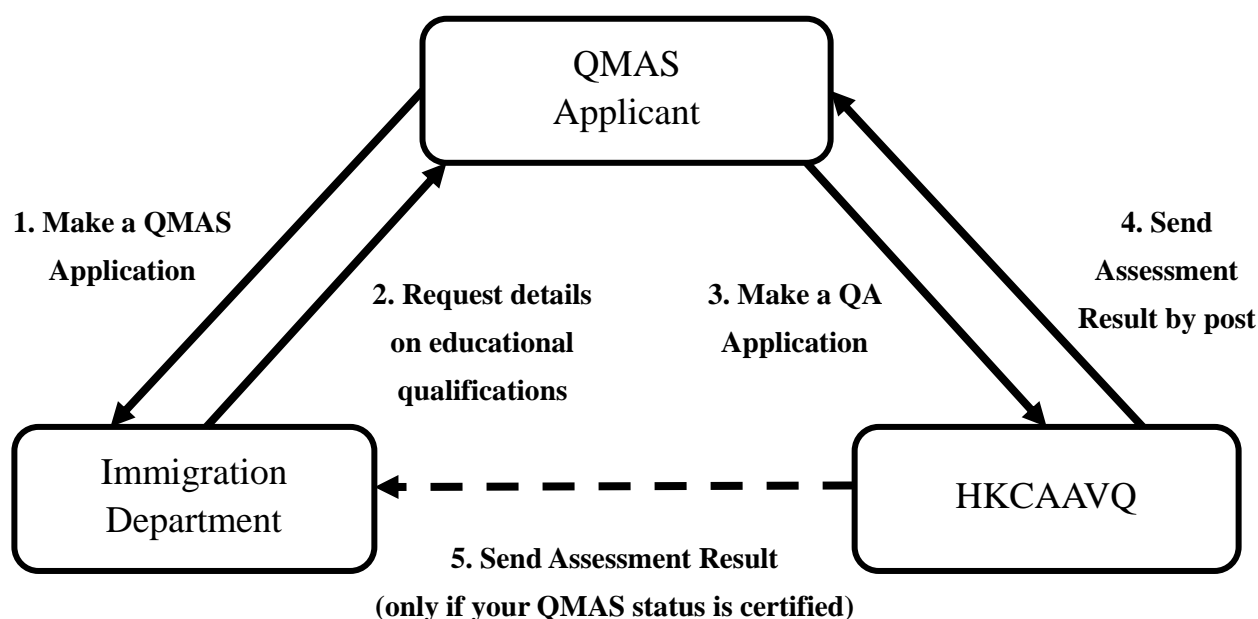 QMAS
Applicant
1. Make a QMAS
Application
2. Request details
on educational
qualifications
3. Make a QA
Application
4. Send
Assessment
Result by post
Immigration
Department
HKCAAVQ
5. Send Assessment Result
(only if your QMAS status is certified)